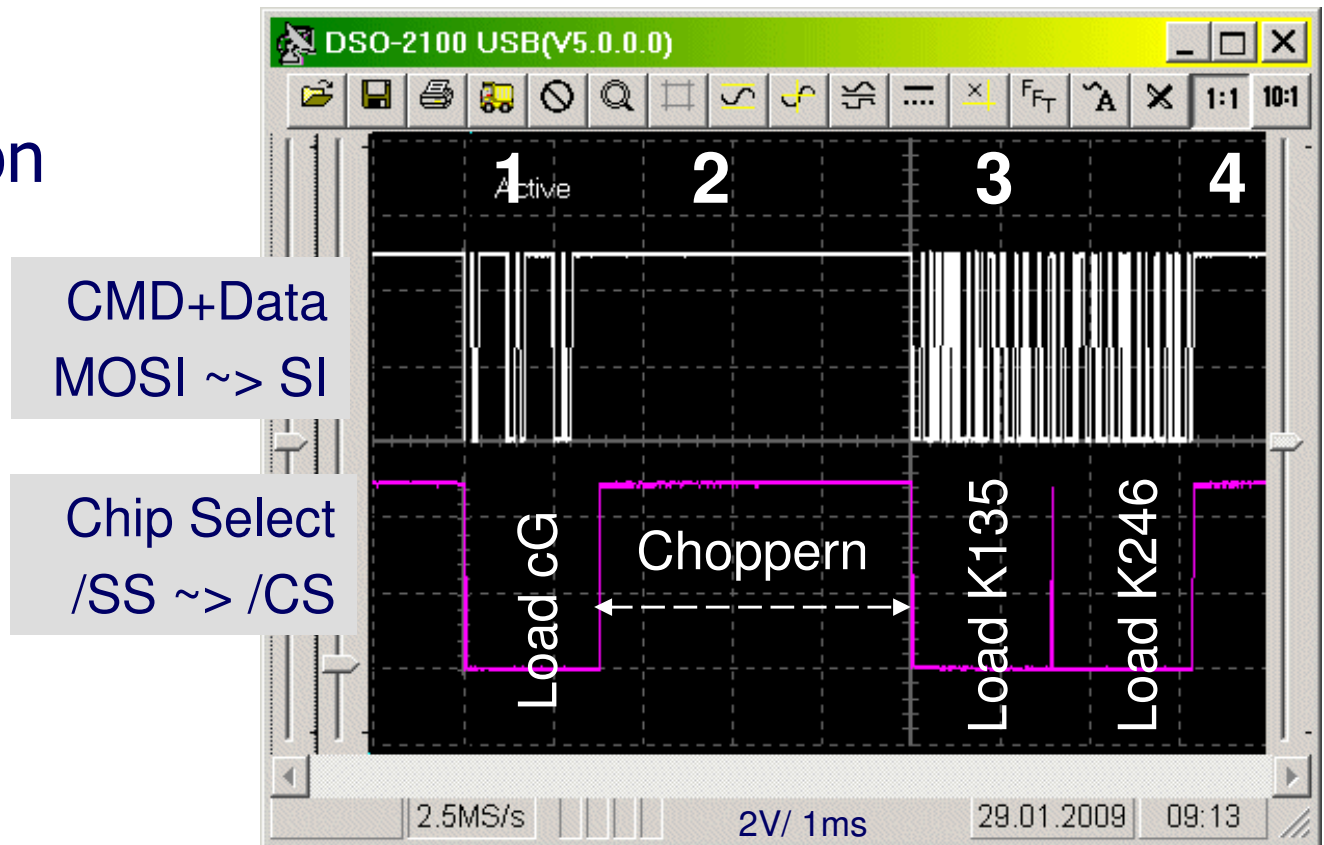 DSO-2100 USB(V5.0.0.0)
FFT A 1:1 10:1
on
1 2 3 4
Active
CMD+Data
MOSI ~> SI
Chip Select
/SS ~> /CS
Load cG
Choppern
Load K135
Load K246
2.5MS/s 2V/ 1ms 29.01.2009 09:13